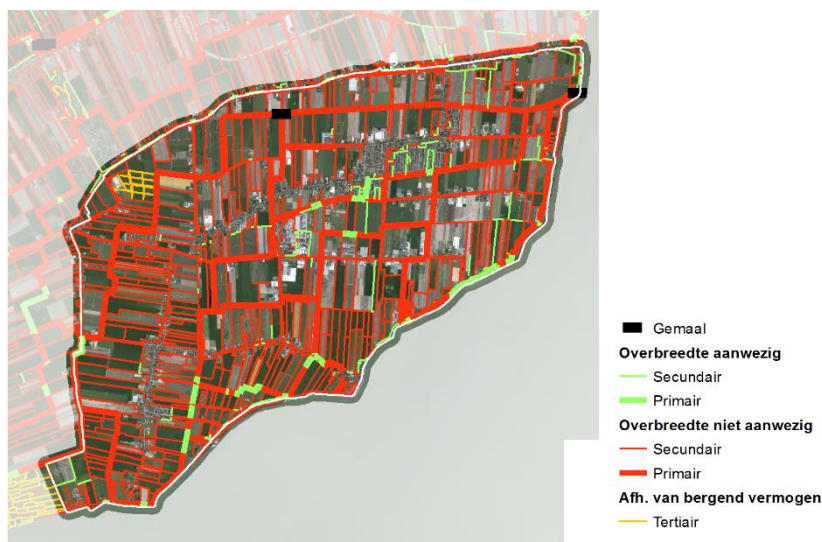 Gemaal
Overbreedte aanwezig
Secundair
Primair
Overbreedte niet aanwezig
Secundair
Primair
Afh. van bergend vermogen
Tertiair